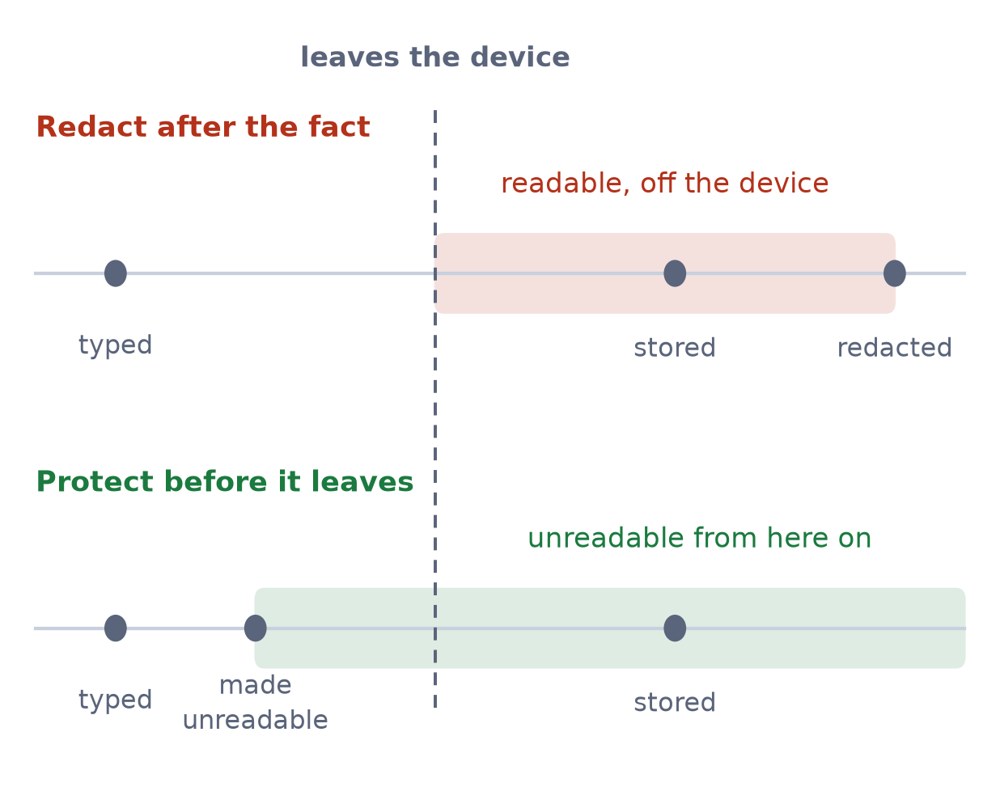 leaves the device
Redact after the fact
readable, off the device
typed
stored
redacted
Protect before it leaves
unreadable from here on
typed
made
unreadable
stored